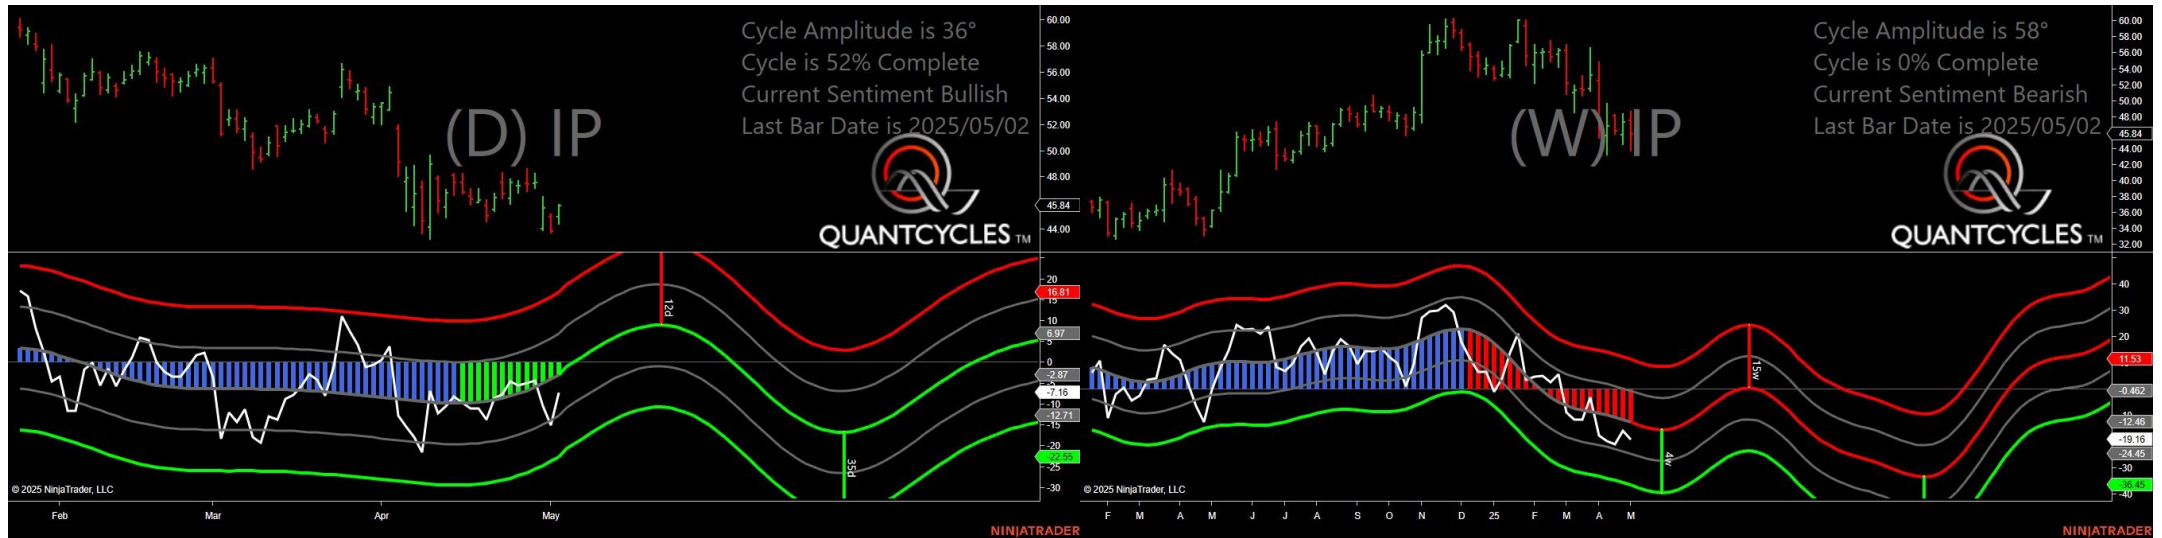 Cycle Amplitude is 36°
Cycle is 52% Complete
Current Sentiment Bullish
Last Bar Date is 2025/05/02
(D) IP
QUANTCYCLES TM
60.00
58.00
56.00
54.00
52.00
50.00
48.00
45.84
44.00
20
16.81
15
10
6.97
5
0
-2.87
-7.16
-10
-12.71
-15
-20
-22.55
-25
-30
12d
35d
© 2025 NinjaTrader, LLC
Feb Mar Apr May
NINJATRADER
Cycle Amplitude is 58°
Cycle is 0% Complete
Current Sentiment Bearish
Last Bar Date is 2025/05/02
(W) IP
QUANTCYCLES TM
60.00
58.00
56.00
54.00
52.00
50.00
48.00
45.84
44.00
42.00
40.00
38.00
36.00
34.00
32.00
40
30
20
11.53
-0.462
-12.46
-19.16
-24.45
-30
-36.45
-40
15w
4w
© 2025 NinjaTrader, LLC
F M A M J J A S O N D 25 F M A M
NINJATRADER